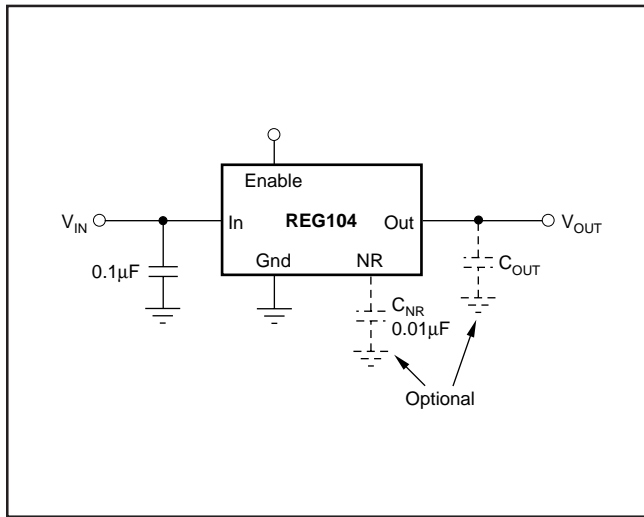 Enable
V_IN
In
REG104
Out
V_OUT
0.1µF
Gnd
NR
C_OUT
C_NR
0.01µF
Optional